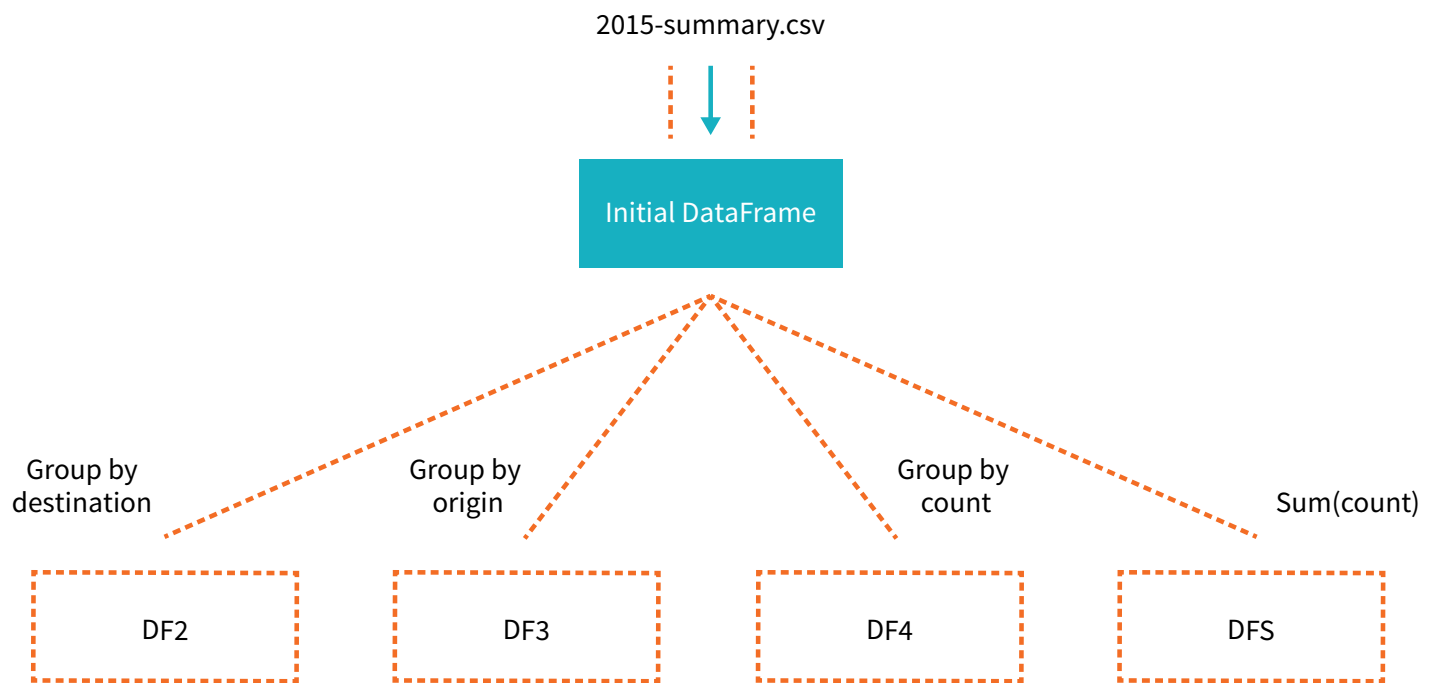 2015-summary.csv
Initial DataFrame
Group by
destination
Group by
origin
Group by
count
Sum(count)
DF2
DF3
DF4
DFS